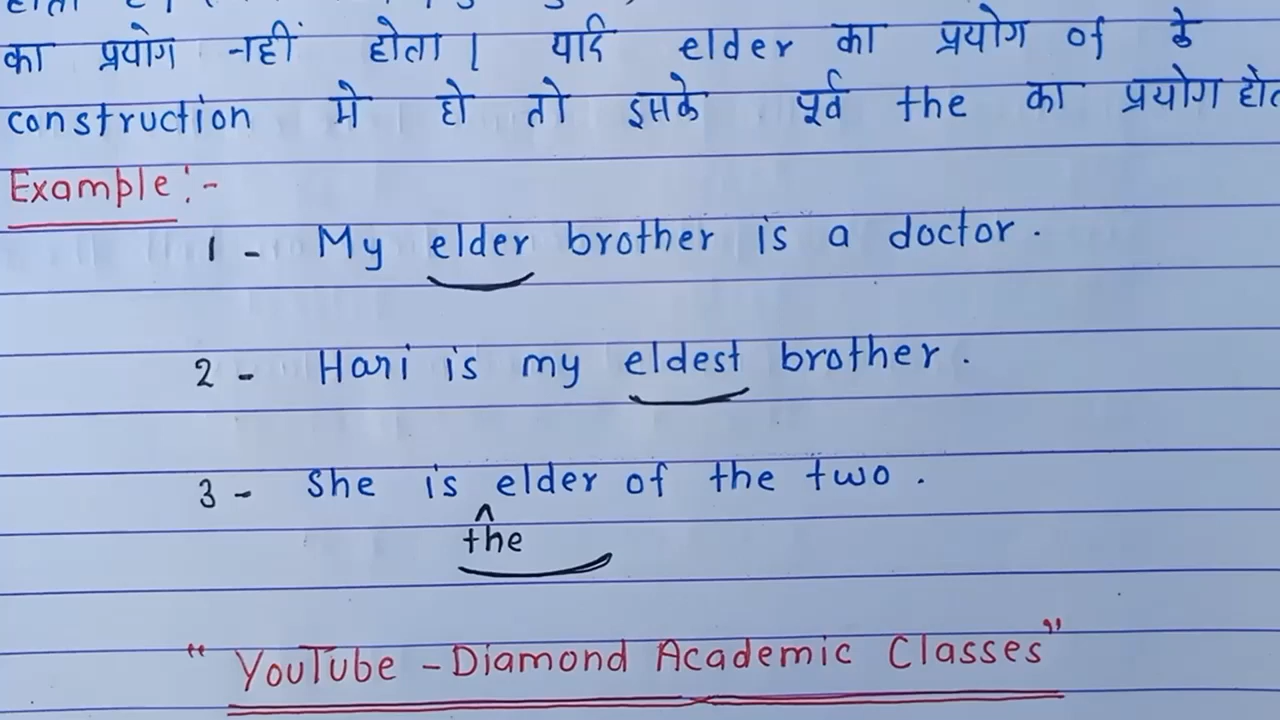 का प्रयोग नहीं होता। यदि elder का प्रयोग of के
construction मे हो तो इसके पूर्व the का प्रयोग
Example:-
1 - My elder brother is a doctor.
2 - Hari is my eldest brother.
3 - She is elder of the two.
^
the
"YouTube - Diamond Academic Classes"